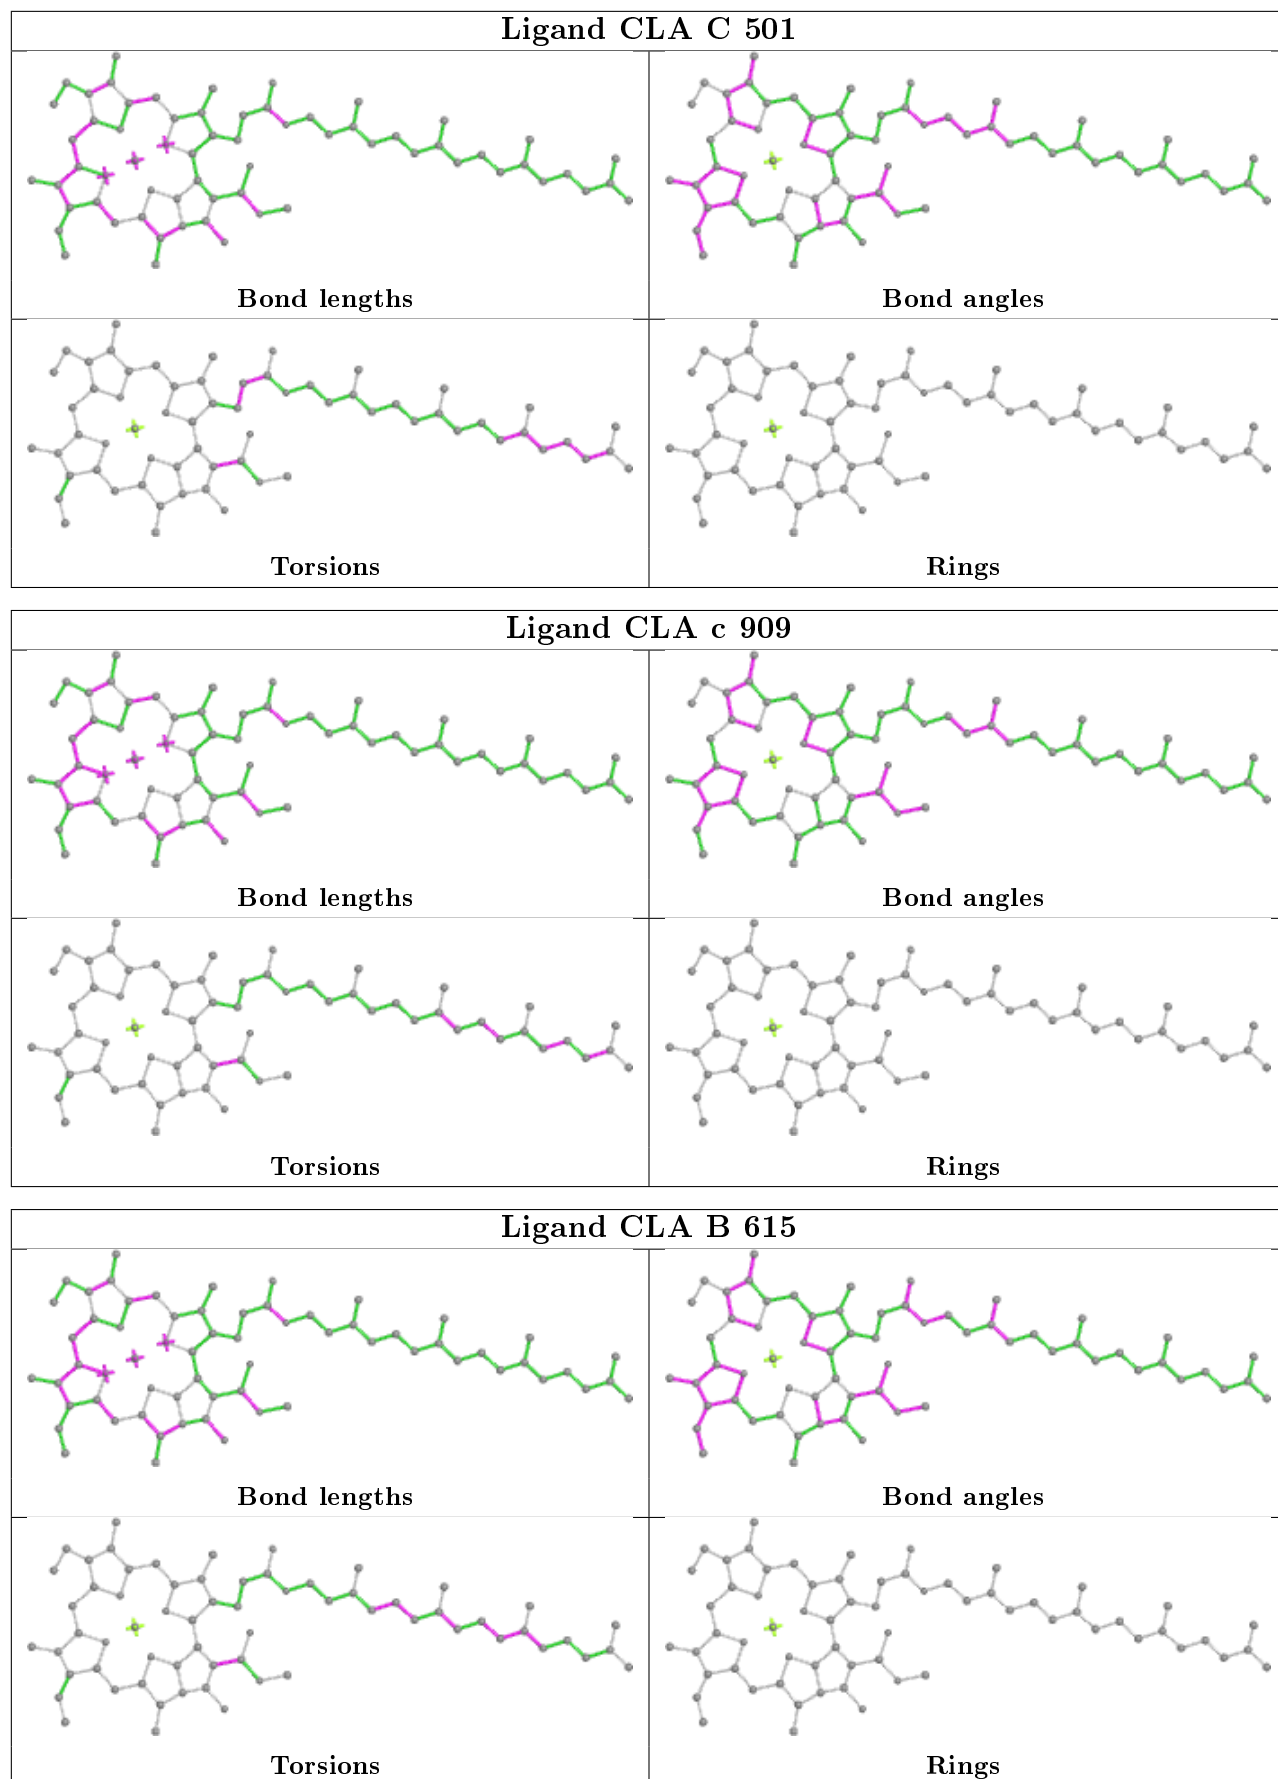 Ligand CLA C 501
Bond lengths
Bond angles
Torsions
Rings
Ligand CLA c 909
Bond lengths
Bond angles
Torsions
Rings
Ligand CLA B 615
Bond lengths
Bond angles
Torsions
Rings